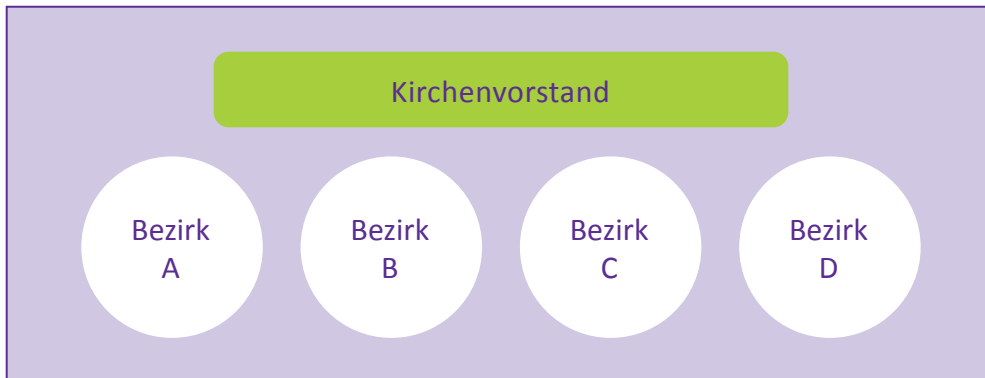 Kirchenvorstand
Bezirk
A
Bezirk
B
Bezirk
C
Bezirk
D